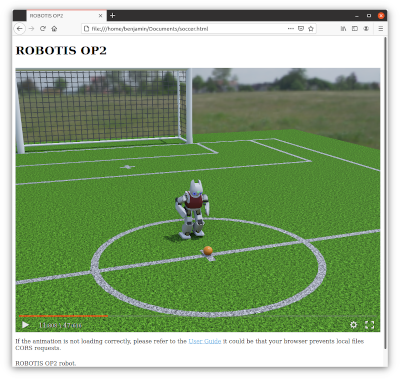 ROBOTIS OP2
file:///home/benjamin/Documents/soccer.html
ROBOTIS OP2
If the animation is not loading correctly, please refer to the User Guide it could be that your browser prevents local files
CORS requests.
ROBOTIS OP2 robot.